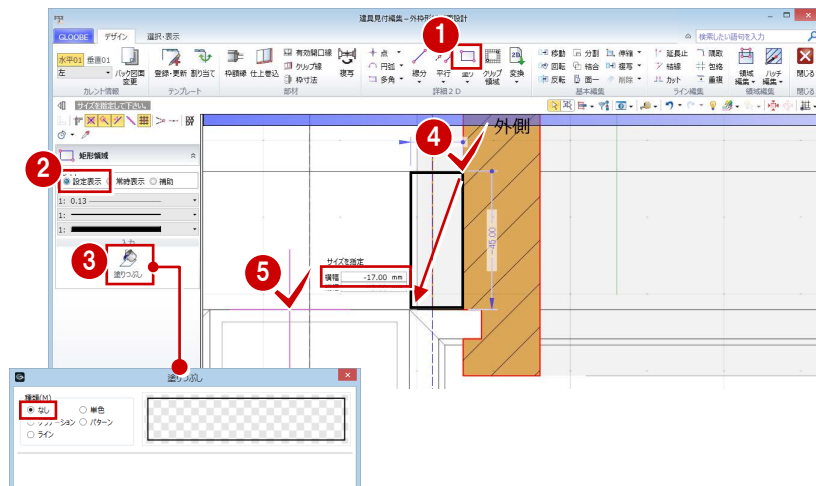 建具見付編集－外枠
設計
GLOOBE デザイン 選択・表示
検索したい語句を入力
水平01 垂直01
左
バック図面
変更
登録・更新 割り当て
枠額縁 仕上巻込
有効開口線
クリップ線
枠寸法
複写
点
円弧
多角
線分 平行 塗り クリップ
領域
変換
移動 分割 伸縮
回転 結合 複写
反転 面一 削除
延長止 隅取
結線 包絡
カット 重複
領域
編集
ハッチ
編集
閉じる
カレント情報 テンプレート 部材 詳細２Ｄ 基本編集 ライン編集 領域編集 閉じる
サイズを指定して下さい。
矩形領域
設定表示 常時表示 補助
1: 0.13
1:
1:
入力
塗りつぶし
1
2
3
4
5
外側
-45.00
サイズを指定
横幅 -17.00 mm
塗りつぶし
種類(M)
なし 単色
パターン
ライン